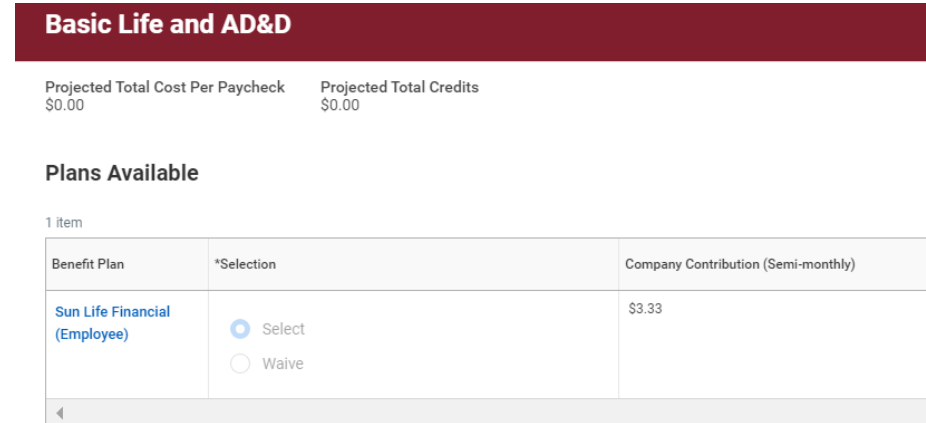 Basic Life and AD&D
Projected Total Cost Per Paycheck
$0.00
Projected Total Credits
$0.00
Plans Available
1 item
Benefit Plan
*Selection
Company Contribution (Semi-monthly)
Sun Life Financial
(Employee)
Select
Waive
$3.33